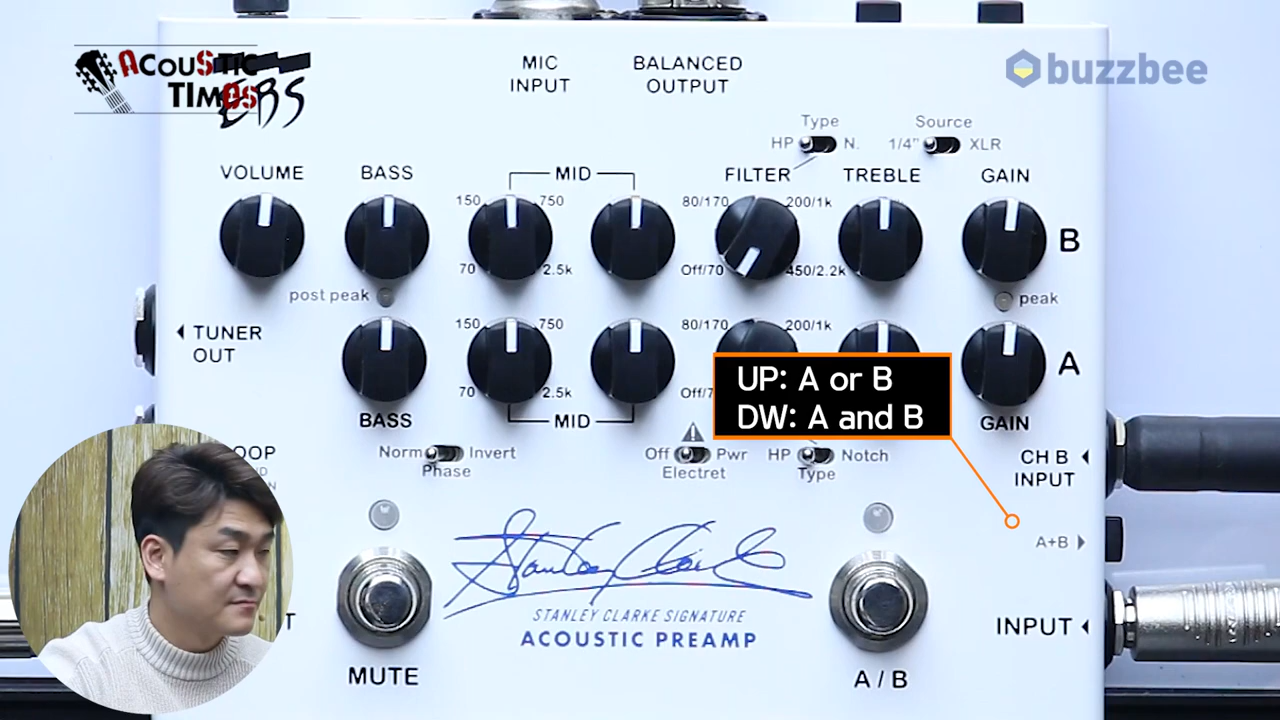 ACOUSTIC
TIMES
EBS
buzzbee
MIC
INPUT
BALANCED
OUTPUT
Type
HP
N.
Source
1/4"
XLR
VOLUME
BASS
MID
FILTER
TREBLE
GAIN
150
750
70
2.5k
80/170
200/1k
Off/70
450/2.2k
B
post peak
peak
TUNER
OUT
150
750
70
2.5k
80/170
200/1k
A
UP: A or B
DW: A and B
BASS
MID
GAIN
Norm
Invert
Phase
Off
Pwr
Electret
HP
Notch
Type
CH B
INPUT
A+B
Stanley Clarke
STANLEY CLARKE SIGNATURE
ACOUSTIC PREAMP
INPUT
MUTE
A / B